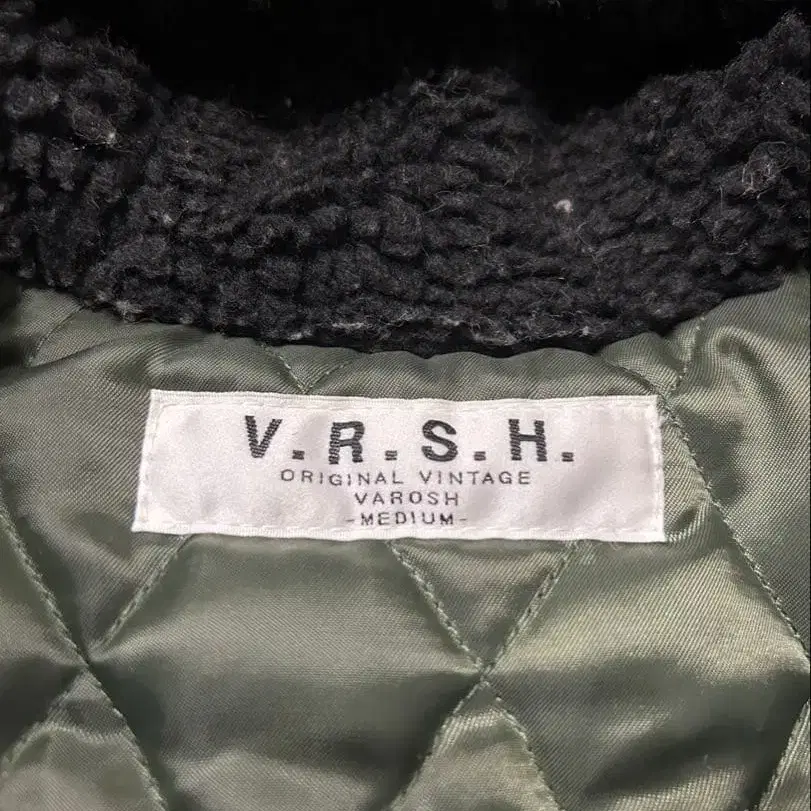 V.R.S.H.
ORIGINAL VINTAGE
VAROSH
-MEDIUM-